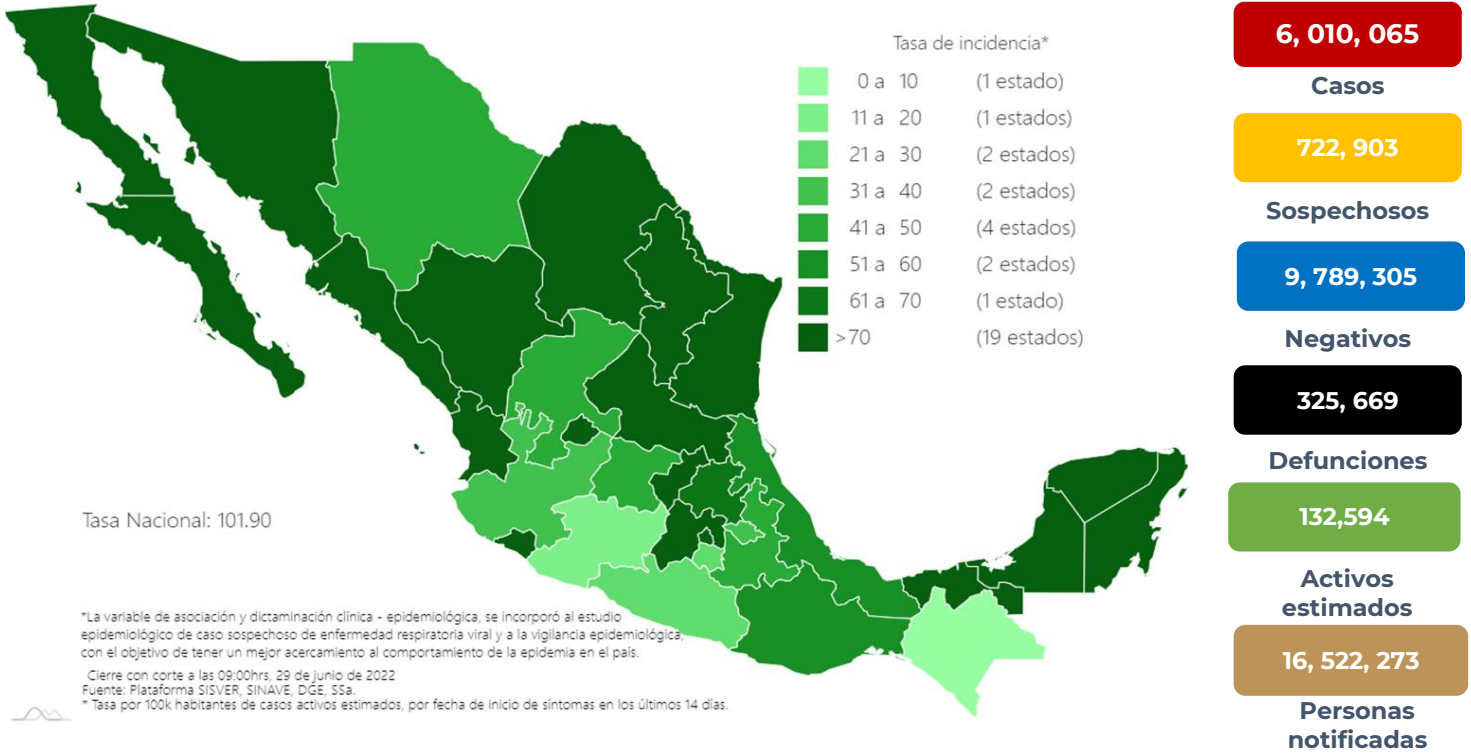 Tasa de incidencia*
0 a 10 (1 estado)
11 a 20 (1 estados)
21 a 30 (2 estados)
31 a 40 (2 estados)
41 a 50 (4 estados)
51 a 60 (2 estados)
61 a 70 (1 estado)
>70 (19 estados)
Tasa Nacional: 101.90
*La variable de asociación y dictaminación clínica - epidemiológica, se incorporó al estudio
epidemiológico de caso sospechoso de enfermedad respiratoria viral y a la vigilancia epidemiológica,
con el objetivo de tener un mejor acercamiento al comportamiento de la epidemia en el país.
Cierre con corte a las 09:00hrs, 29 de junio de 2022
Fuente: Plataforma SISVER, SINAVE, DGE, SSa.
* Tasa por 100k habitantes de casos activos estimados, por fecha de inicio de síntomas en los últimos 14 días.
6, 010, 065
Casos
722, 903
Sospechosos
9, 789, 305
Negativos
325, 669
Defunciones
132,594
Activos
estimados
16, 522, 273
Personas
notificadas